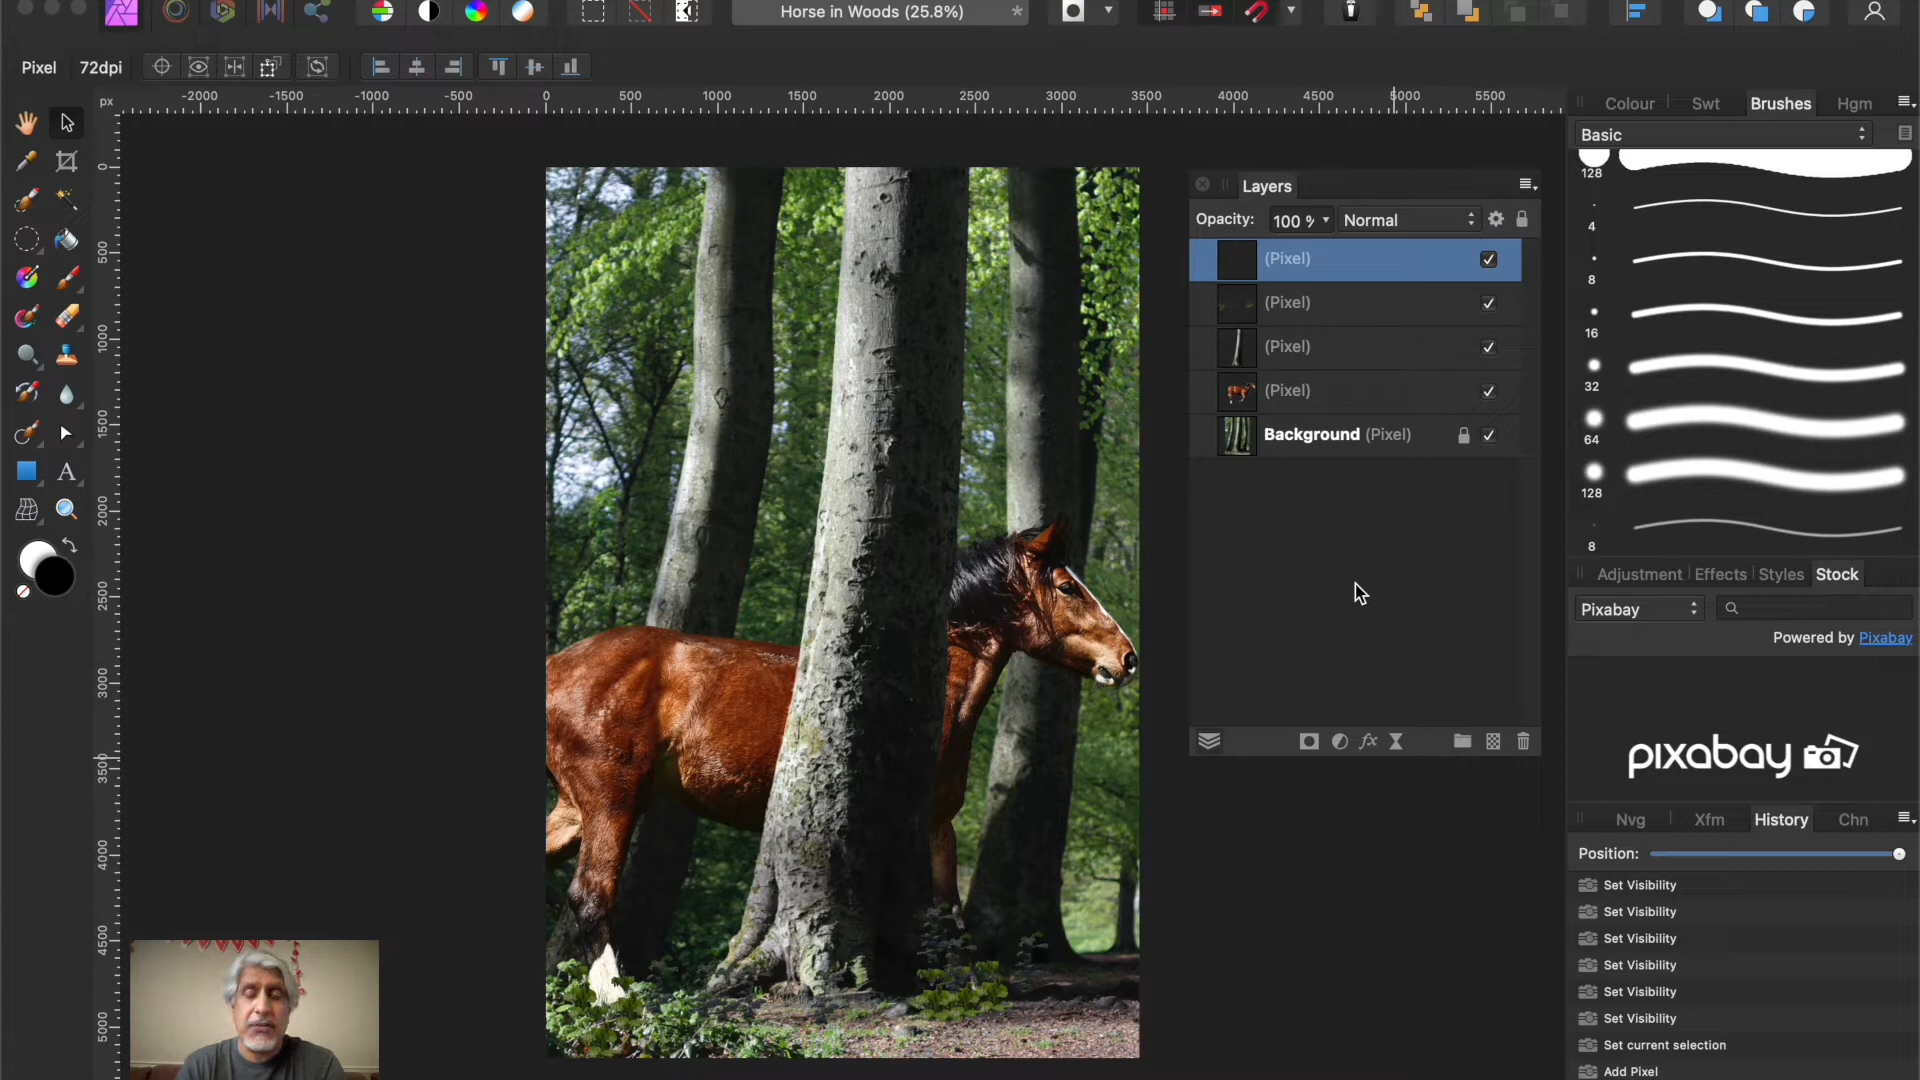 Horse in Woods (25.8%) *
Pixel 72dpi
px -2000 -1500 -1000 -500 0 500 1000 1500 2000 2500 3000 3500 4000 4500 5000 5500
0
500
1000
1500
2000
2500
3000
3500
4000
4500
5000
Layers
Opacity: 100 % Normal
(Pixel)
(Pixel)
(Pixel)
(Pixel)
Background (Pixel)
fx
A
Colour Swt Brushes Hgm
Basic
128
4
8
16
32
64
128
8
Adjustment Effects Styles Stock
Pixabay
Powered by Pixabay
pixabay
Nvg Xfm History Chn
Position:
Set Visibility
Set Visibility
Set Visibility
Set Visibility
Set Visibility
Set Visibility
Set current selection
Add Pixel